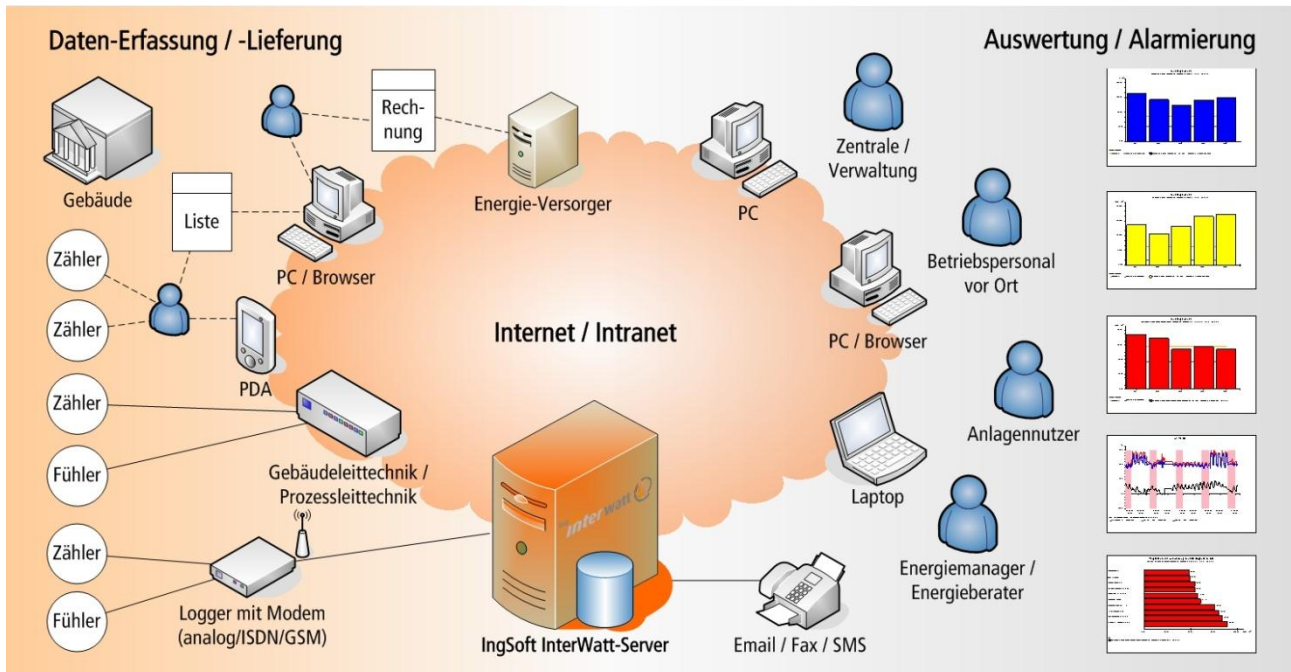 Daten-Erfassung / -Lieferung
Auswertung / Alarmierung
Gebäude
Rech-
nung
Energie-Versorger
PC
Zentrale /
Verwaltung
Liste
PC / Browser
Betriebspersonal
vor Ort
Zähler
Zähler
PDA
Internet / Intranet
PC / Browser
Zähler
Anlagennutzer
Fühler
Gebäudeleittechnik /
Prozessleittechnik
Laptop
interwatt
Zähler
Fühler
Logger mit Modem
(analog/ISDN/GSM)
IngSoft InterWatt-Server
Email / Fax / SMS
Energiemanager /
Energieberater